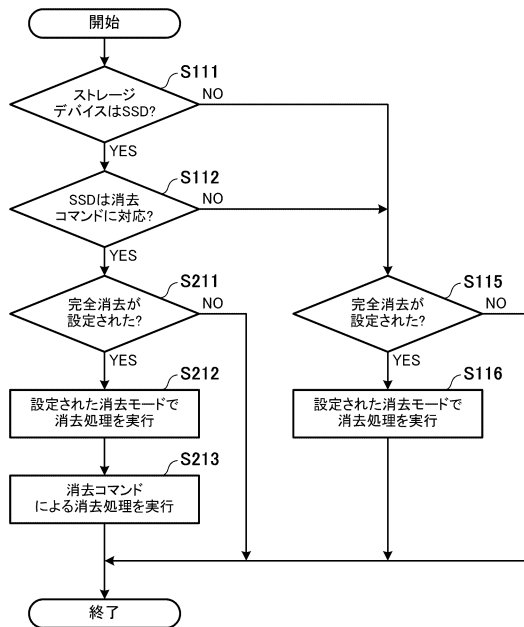 開始
S111
ストレージ
デバイスはSSD?
NO
YES
S112
SSDは消去
コマンドに対応?
NO
YES
S211
完全消去が
設定された?
NO
YES
S115
完全消去が
設定された?
NO
YES
S212
設定された消去モードで
消去処理を実行
S116
設定された消去モードで
消去処理を実行
S213
消去コマンド
による消去処理を実行
終了